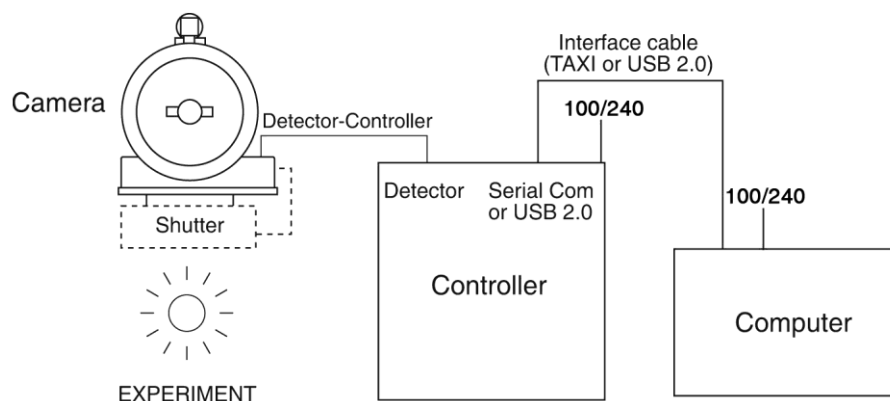 Camera
Detector-Controller
Interface cable
(TAXI or USB 2.0)
100/240
Detector
Serial Com
or USB 2.0
100/240
Shutter
Controller
Computer
EXPERIMENT